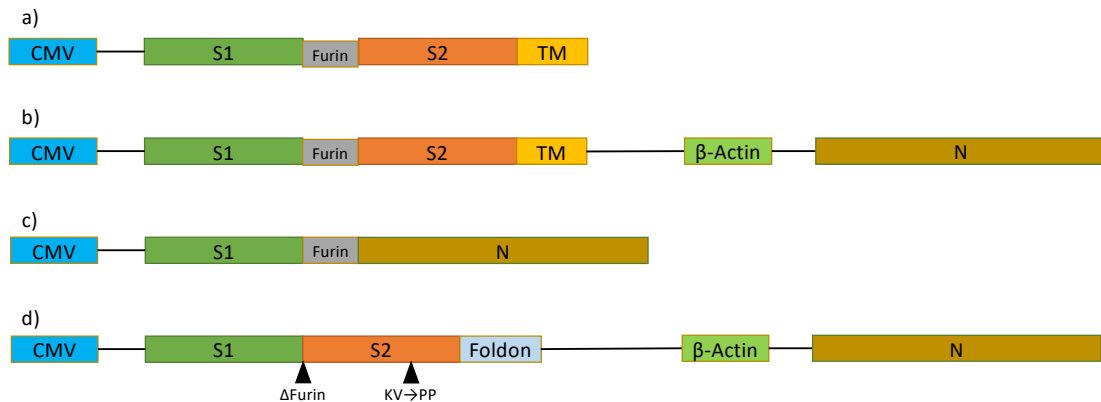 a)
CMV S1 Furin S2 TM
b)
CMV S1 Furin S2 TM β-Actin N
c)
CMV S1 Furin N
d)
CMV S1 S2 Foldon β-Actin N
ΔFurin KV→PP